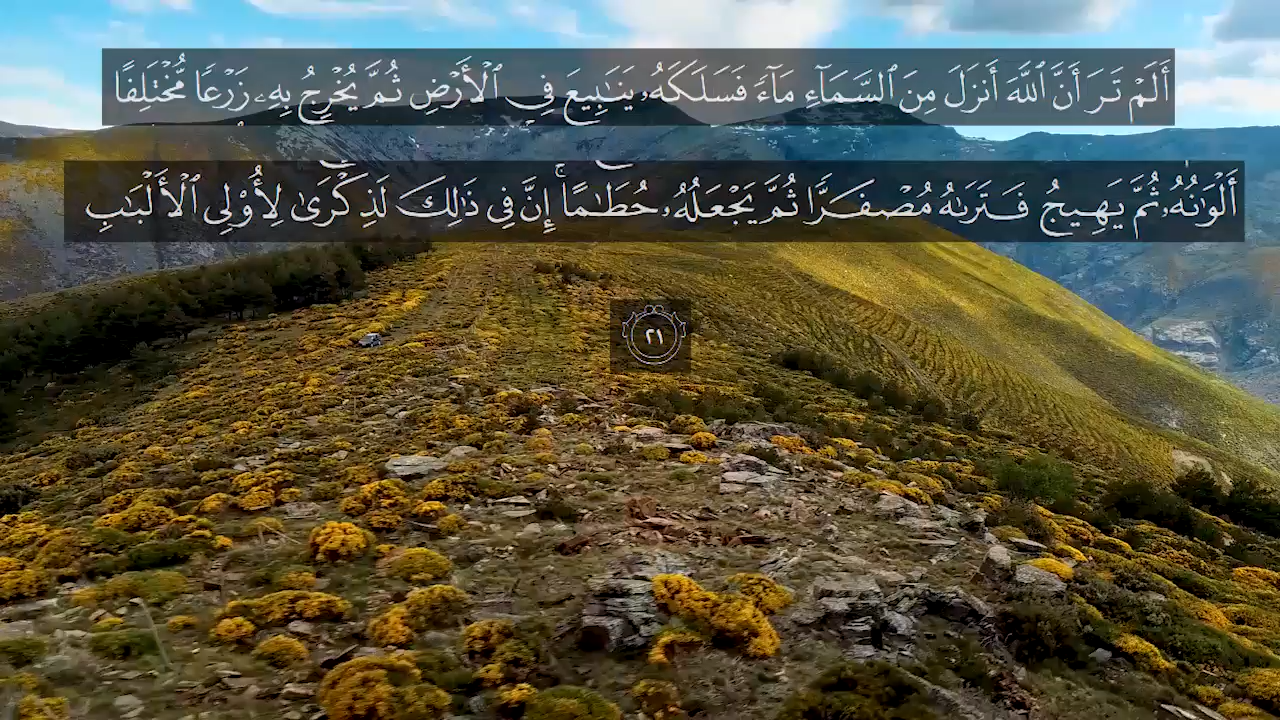 أَلَمْ تَرَ أَنَّ ٱللَّهَ أَنزَلَ مِنَ ٱلسَّمَآءِ مَآءً فَسَلَكَهُۥ يَنَٰبِيعَ فِى ٱلْأَرْضِ ثُمَّ يُخْرِجُ بِهِۦ زَرْعًا مُّخْتَلِفًا
أَلْوَٰنُهُۥ ثُمَّ يَهِيجُ فَتَرَىٰهُ مُصْفَرًّا ثُمَّ يَجْعَلُهُۥ حُطَٰمًا ۚ إِنَّ فِى ذَٰلِكَ لَذِكْرَىٰ لِأُو۟لِى ٱلْأَلْبَٰبِ
٢١